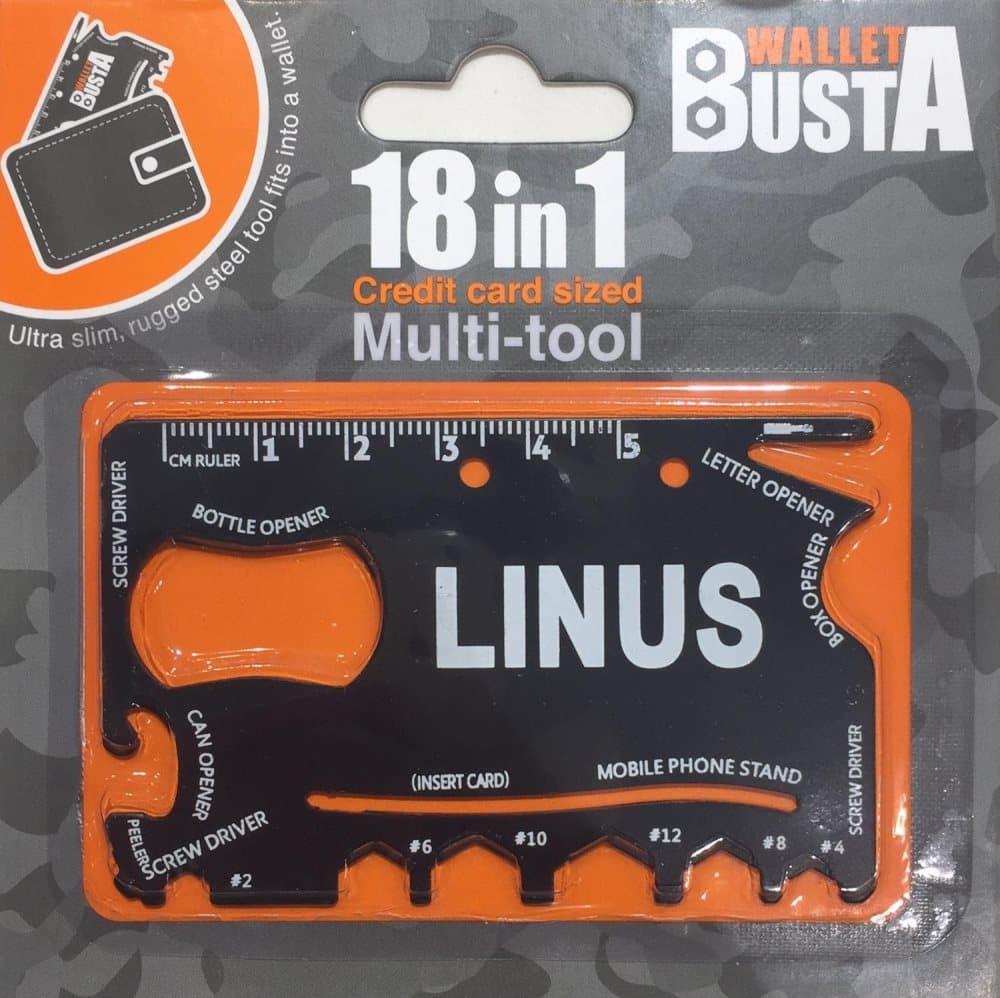 WALLET
BUSTA
WALLET
BUSTA
Ultra slim, rugged steel tool fits into a wallet.
18 in 1
Credit card sized
Multi-tool
CM RULER
1 2 3 4 5
LETTER OPENER
SCREW DRIVER
BOTTLE OPENER
BOX OPENER
LINUS
CAN OPENER
(INSERT CARD)
MOBILE PHONE STAND
SCREW DRIVER
PEELER
SCREW DRIVER
#2
#6
#10
#12
#8
#4